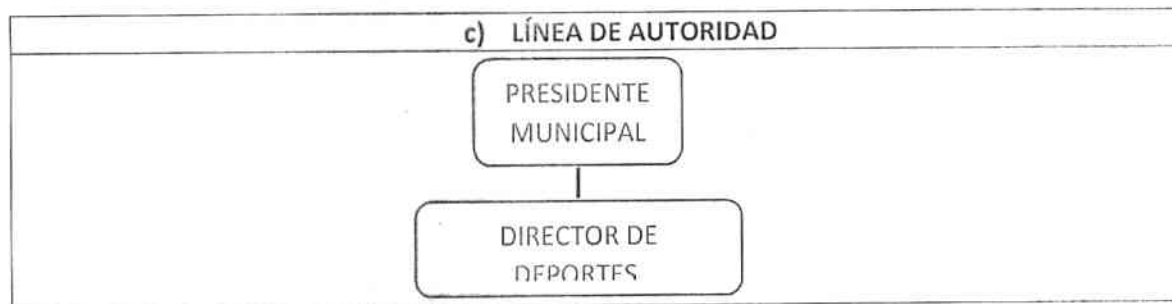 c) LÍNEA DE AUTORIDAD
PRESIDENTE
MUNICIPAL
DIRECTOR DE
DEPORTES